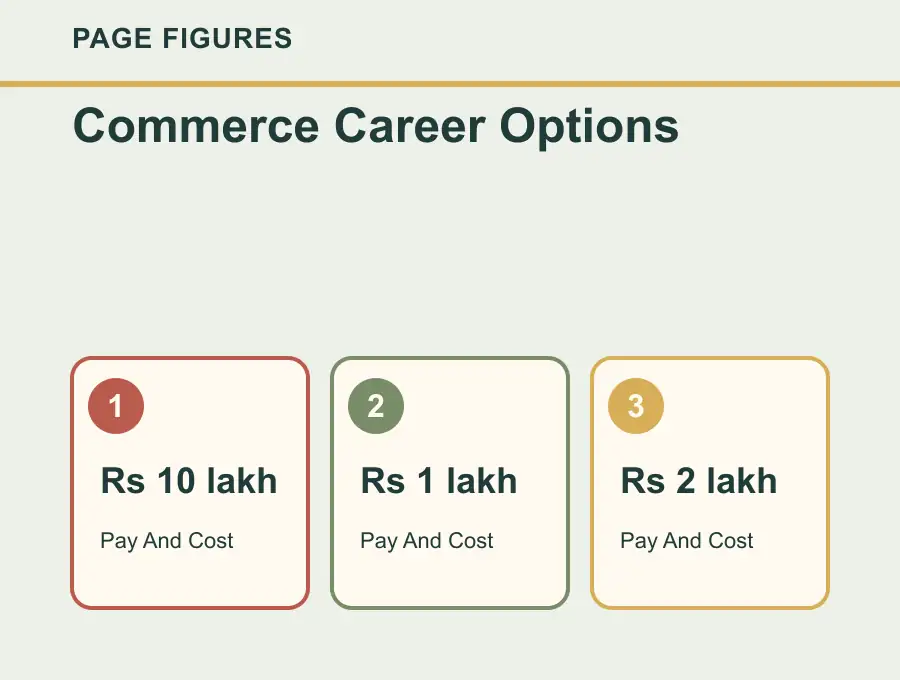 PAGE FIGURES
Commerce Career Options
1
2
3
Rs 10 lakh
Rs 1 lakh
Rs 2 lakh
Pay And Cost
Pay And Cost
Pay And Cost